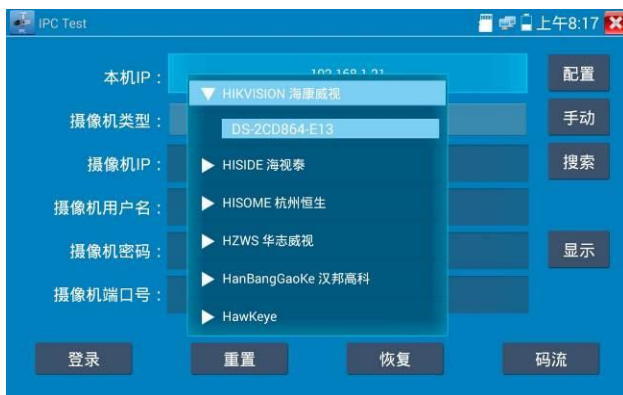 IPC Test 上午8:17
本机IP： 192.168.1.21 配置
HIKVISION 海康威视
摄像机类型： 手动
DS-2CD864-E13
摄像机IP： HISIDE 海视泰 搜索
摄像机用户名： HISOME 杭州恒生
摄像机密码： HZWS 华志威视 显示
HanBangGaoKe 汉邦高科
摄像机端口号：
HawKeye
登录 重置 恢复 码流